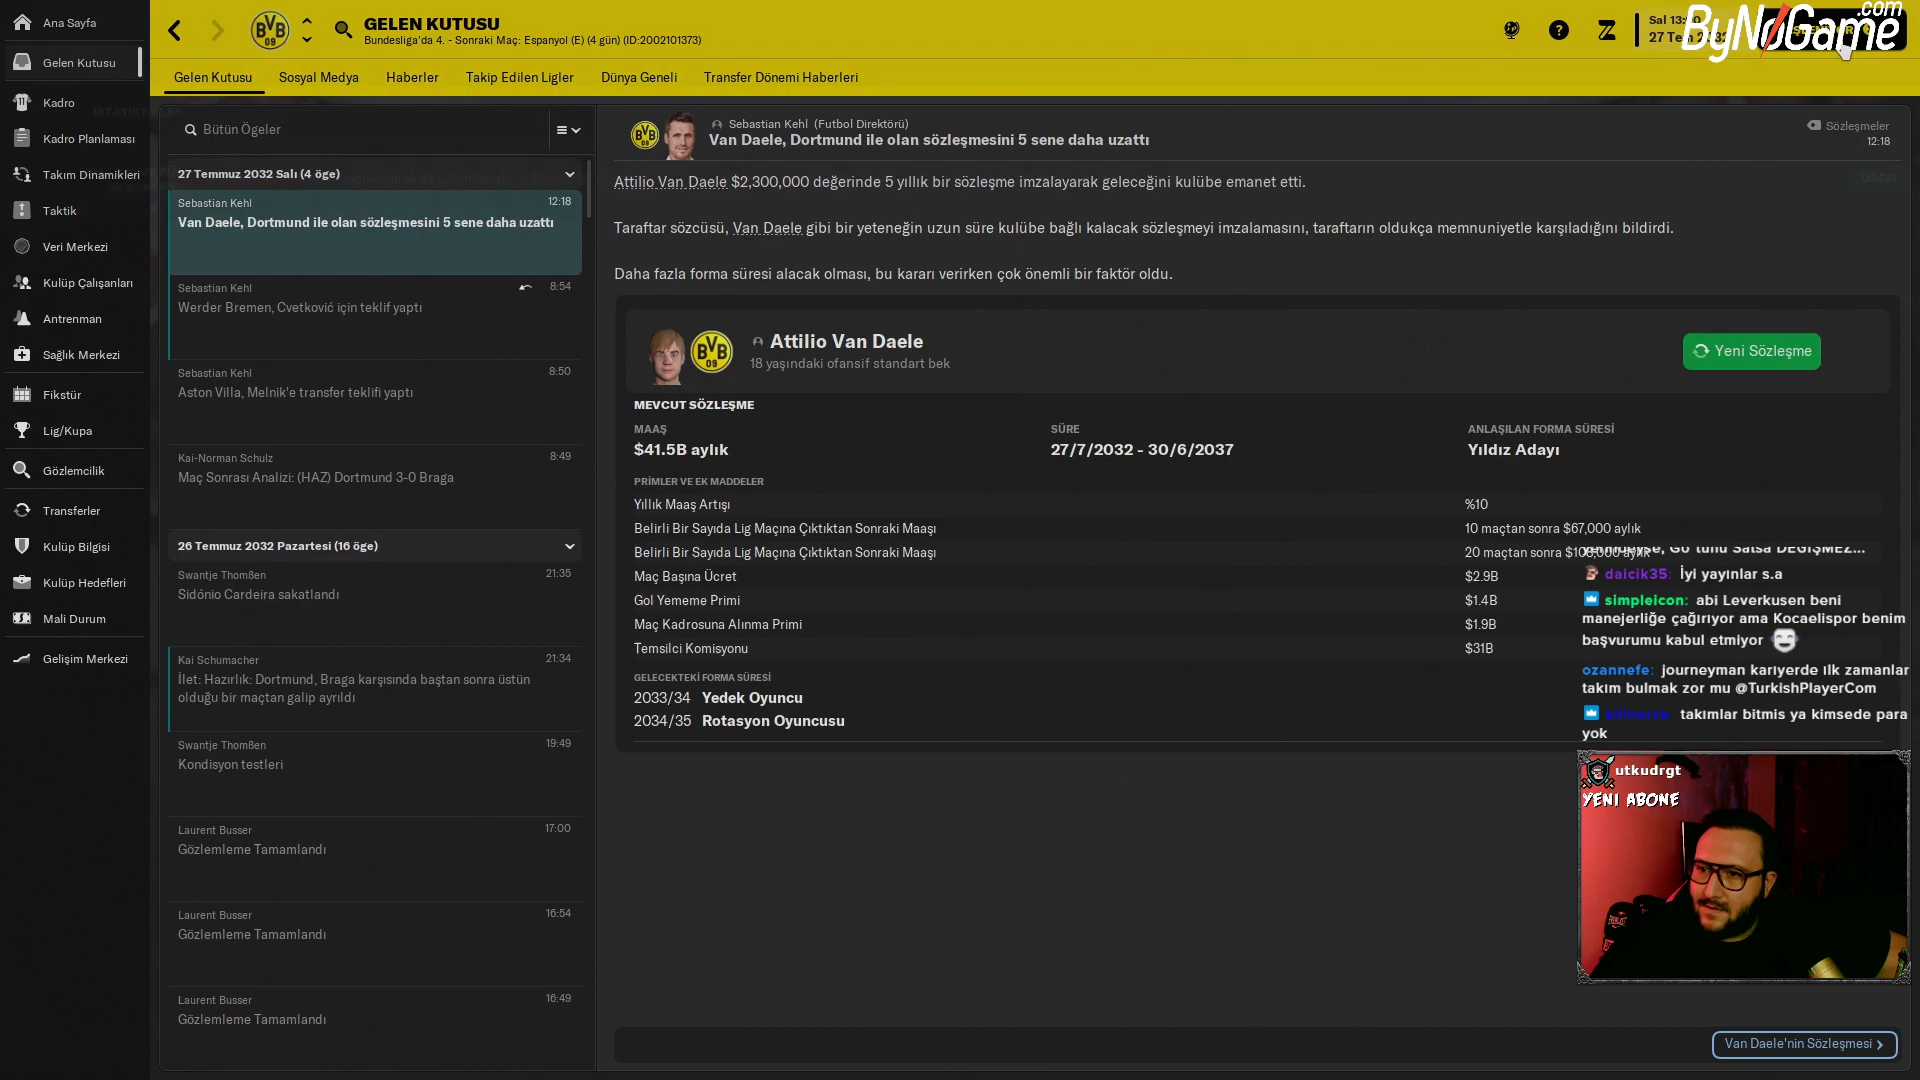 Ana Sayfa
Gelen Kutusu
Kadro
Kadro Planlaması
Takım Dinamikleri
Taktik
Veri Merkezi
Kulüp Çalışanları
Antrenman
Sağlık Merkezi
Fikstür
Lig/Kupa
Gözlemcilik
Transferler
Kulüp Bilgisi
Kulüp Hedefleri
Mali Durum
Gelişim Merkezi
GELEN KUTUSU
Bundesliga'da 4. - Sonraki Maç: Espanyol (E) (4 gün) (ID:2002101373)
ByNoGame.com
Gelen Kutusu
Sosyal Medya
Haberler
Takip Edilen Ligler
Dünya Geneli
Transfer Dönemi Haberleri
Bütün Ögeler
27 Temmuz 2032 Salı (4 öge)
Sebastian Kehl 12:18
Van Daele, Dortmund ile olan sözleşmesini 5 sene daha uzattı
Sebastian Kehl 8:54
Werder Bremen, Cvetković için teklif yaptı
Sebastian Kehl 8:50
Aston Villa, Melnik'e transfer teklifi yaptı
Kai-Norman Schulz 8:49
Maç Sonrası Analizi: (HAZ) Dortmund 3-0 Braga
26 Temmuz 2032 Pazartesi (16 öge)
Swantje Thomßen 21:35
Sidónio Cardeira sakatlandı
Kai Schumacher 21:34
İlet: Hazırlık: Dortmund, Braga karşısında baştan sonra üstün
olduğu bir maçtan galip ayrıldı
Swantje Thomßen 19:49
Kondisyon testleri
Laurent Busser 17:00
Gözlemleme Tamamlandı
Laurent Busser 16:54
Gözlemleme Tamamlandı
Laurent Busser 16:49
Gözlemleme Tamamlandı
Sebastian Kehl (Futbol Direktörü)
Van Daele, Dortmund ile olan sözleşmesini 5 sene daha uzattı
Sözleşmeler
12:18
Attilio Van Daele $2,300,000 değerinde 5 yıllık bir sözleşme imzalayarak geleceğini kulübe emanet etti.
Taraftar sözcüsü, Van Daele gibi bir yeteneğin uzun süre kulübe bağlı kalacak sözleşmeyi imzalamasını, taraftarın oldukça memnuniyetle karşıladığını bildirdi.
Daha fazla forma süresi alacak olması, bu kararı verirken çok önemli bir faktör oldu.
BVB 09
Attilio Van Daele
18 yaşındaki ofansif standart bek
Yeni Sözleşme
MEVCUT SÖZLEŞME
MAAŞ
$41.5B aylık
SÜRE
27/7/2032 - 30/6/2037
ANLAŞILAN FORMA SÜRESİ
Yıldız Adayı
PRİMLER VE EK MADDELER
Yıllık Maaş Artışı %10
Belirli Bir Sayıda Lig Maçına Çıktıktan Sonraki Maaşı 10 maçtan sonra $67,000 aylık
Belirli Bir Sayıda Lig Maçına Çıktıktan Sonraki Maaşı 20 maçtan sonra
Maç Başına Ücret $2.9B
Gol Yememe Primi $1.4B
Maç Kadrosuna Alınma Primi $1.9B
Temsilci Komisyonu $31B
GELECEKTEKİ FORMA SÜRESİ
2033/34 Yedek Oyuncu
2034/35 Rotasyon Oyuncusu
daicik35: İyi yayınlar s.a
simpleicon: abi Leverkusen beni
manejerliğe çağırıyor ama Kocaelispor benim
başvurumu kabul etmiyor
ozannefe: journeyman karıyerde ılk zamanlar
takım bulmak zor mu @TurkishPlayerCom
takımlar bitmis ya kimsede para
yok
utkudrgt
YENİ ABONE
Van Daele'nin Sözleşmesi